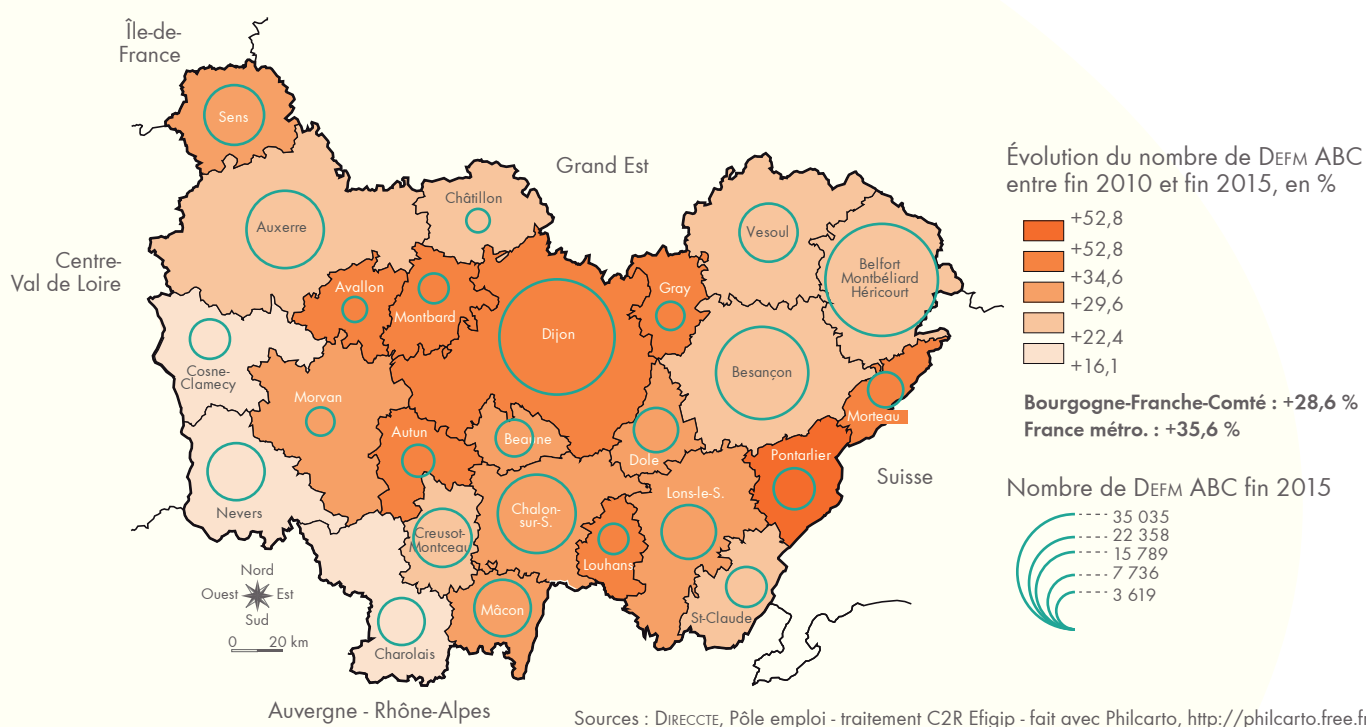 Île-de-
France
Grand Est
Centre-
Val de Loire
Suisse
Auvergne - Rhône-Alpes
Sens
Auxerre
Châtillon
Vesoul
Belfort
Montbéliard
Héricourt
Avallon
Montbard
Gray
Dijon
Cosne-
Clamecy
Besançon
Morvan
Morteau
Autun
Beaune
Dole
Pontarlier
Nevers
Lons-le-S.
Chalon-
sur-S.
Creusot-
Montceau
Louhans
Mâcon
St-Claude
Charolais
Nord
Ouest
Est
Sud
0 20 km
Évolution du nombre de DEFM ABC
entre fin 2010 et fin 2015, en %
+52,8
+52,8
+34,6
+29,6
+22,4
+16,1
Bourgogne-Franche-Comté : +28,6 %
France métro. : +35,6 %
Nombre de DEFM ABC fin 2015
35 035
22 358
15 789
7 736
3 619
Sources : DIRECCTE, Pôle emploi - traitement C2R Efigip - fait avec Philcarto, http://philcarto.free.f